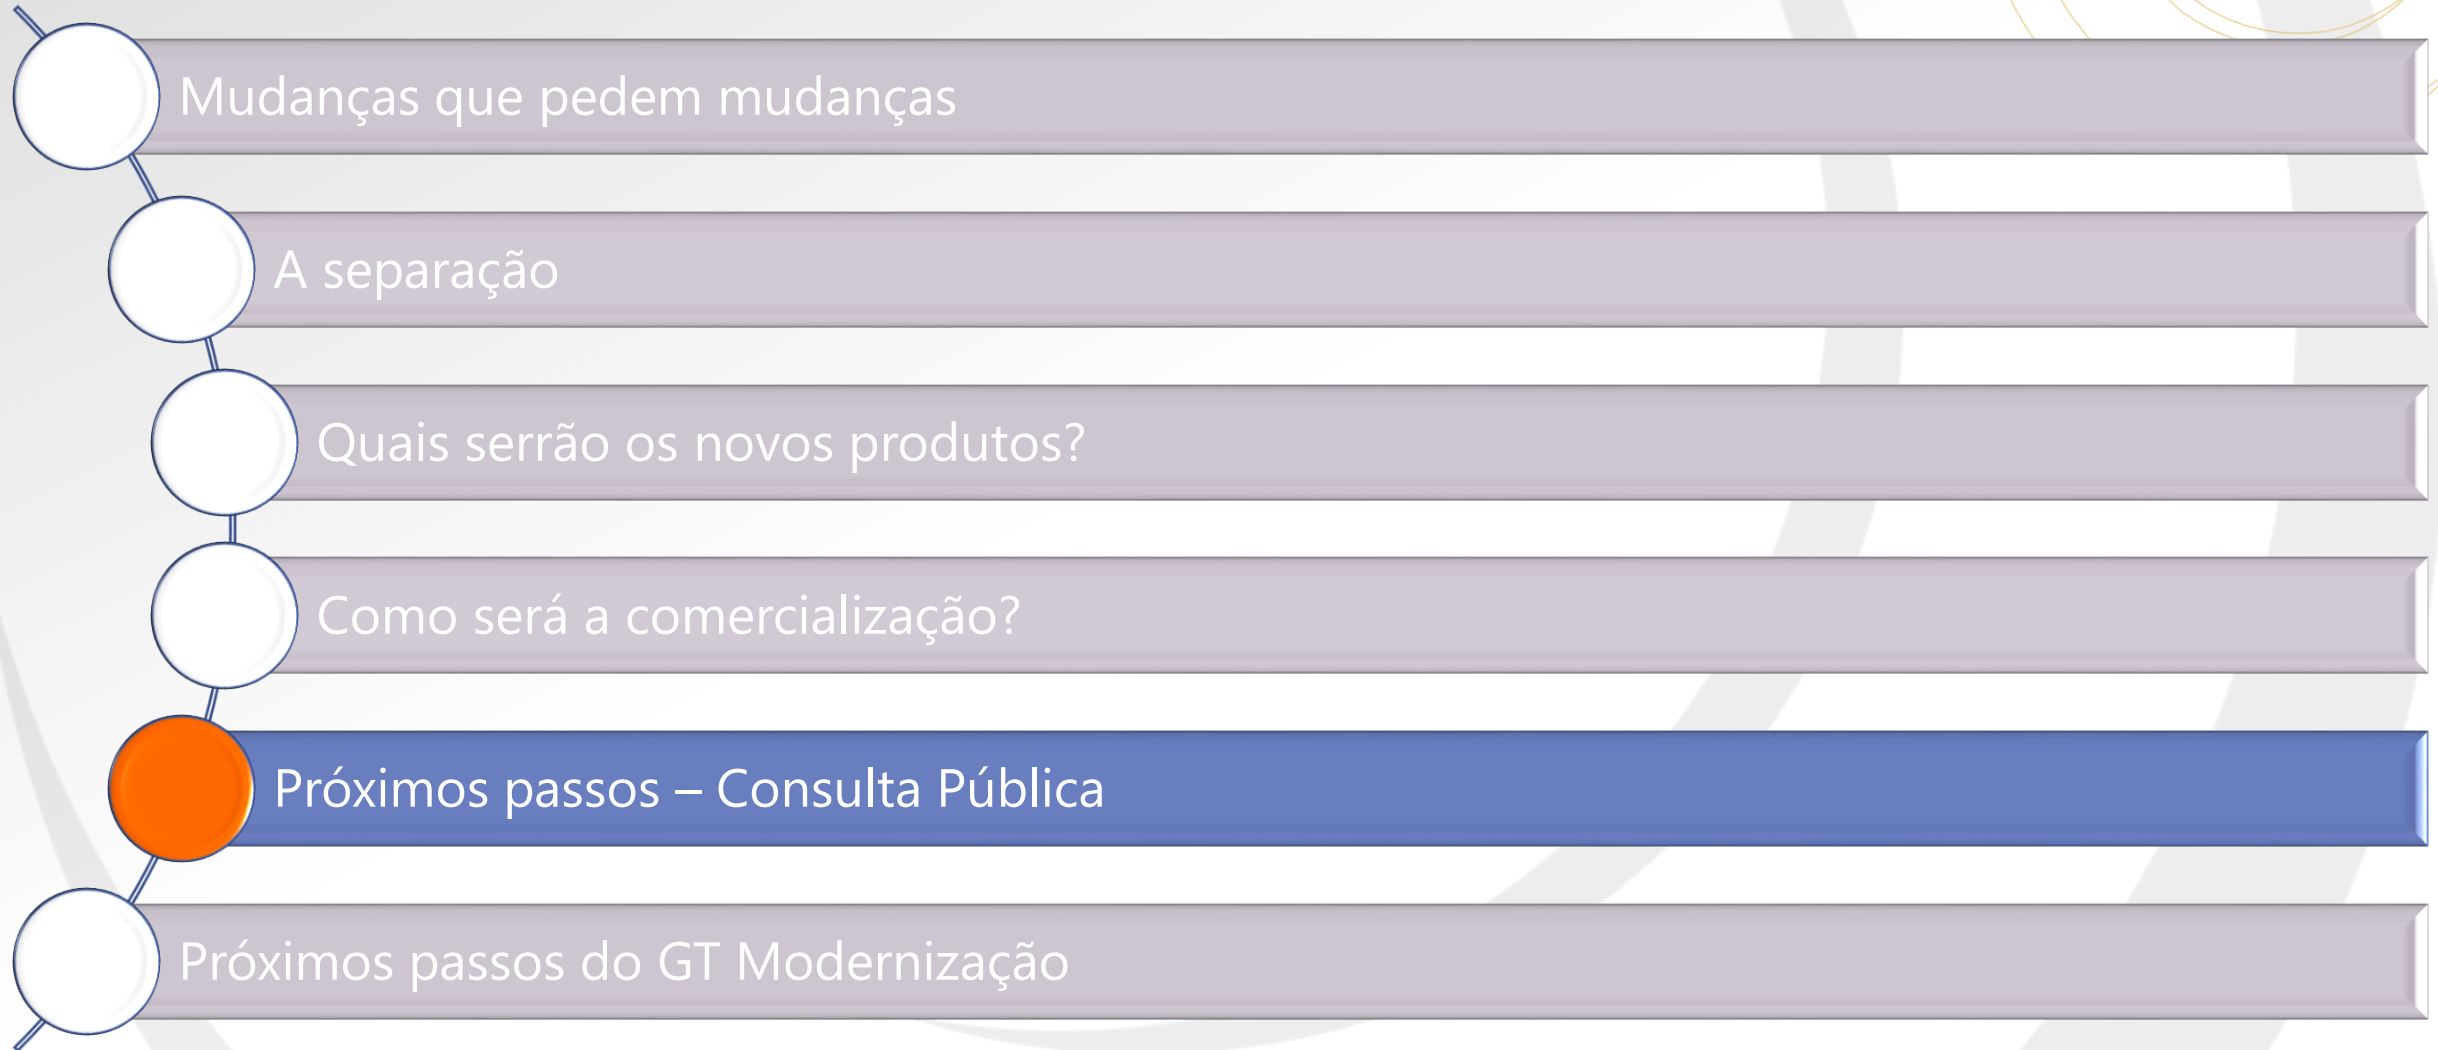 Mudanças que pedem mudanças
A separação
Quais serrão os novos produtos?
Como será a comercialização?
Próximos passos – Consulta Pública
Próximos passos do GT Modernização